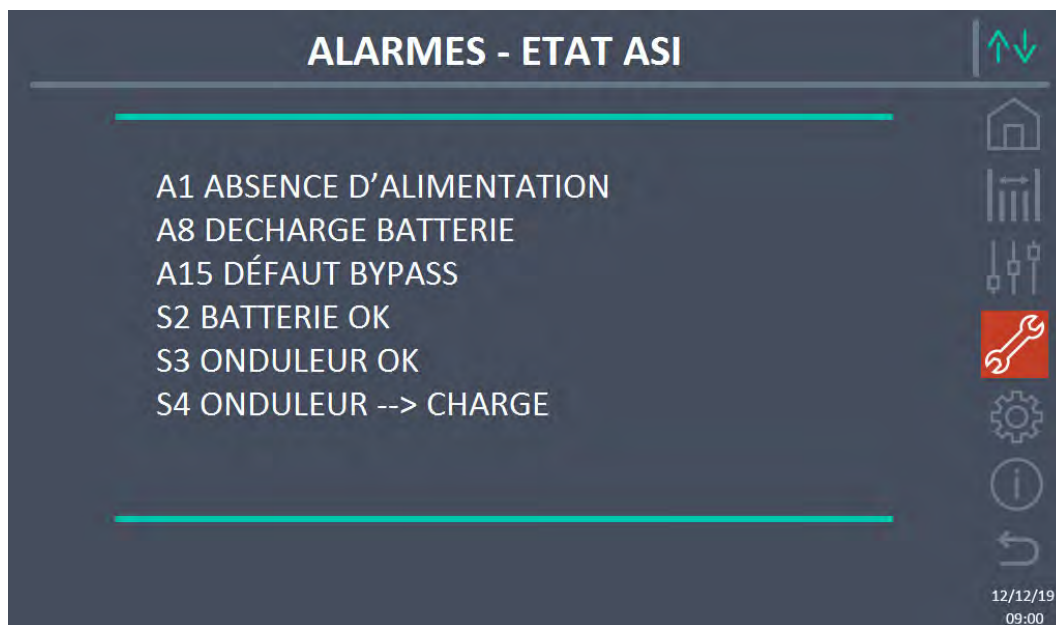 ALARMES - ETAT ASI
A1 ABSENCE D’ALIMENTATION
A8 DECHARGE BATTERIE
A15 DÉFAUT BYPASS
S2 BATTERIE OK
S3 ONDULEUR OK
S4 ONDULEUR --> CHARGE
12/12/19
09:00